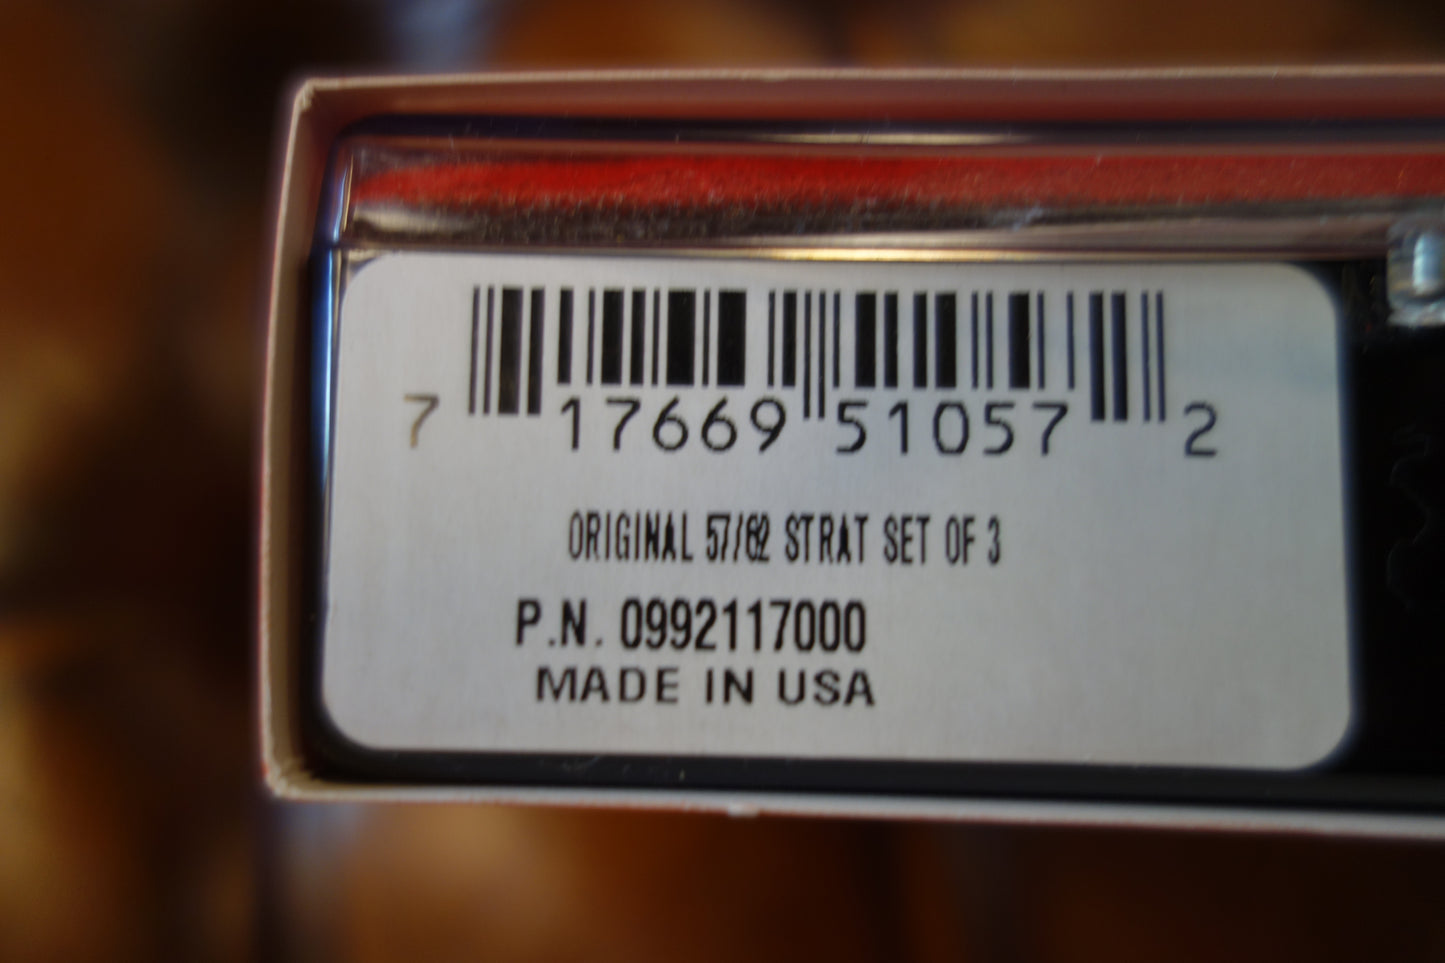 7 17669 51057 2
ORIGINAL 57/62 STRAT SET OF 3
P.N. 0992117000
MADE IN USA